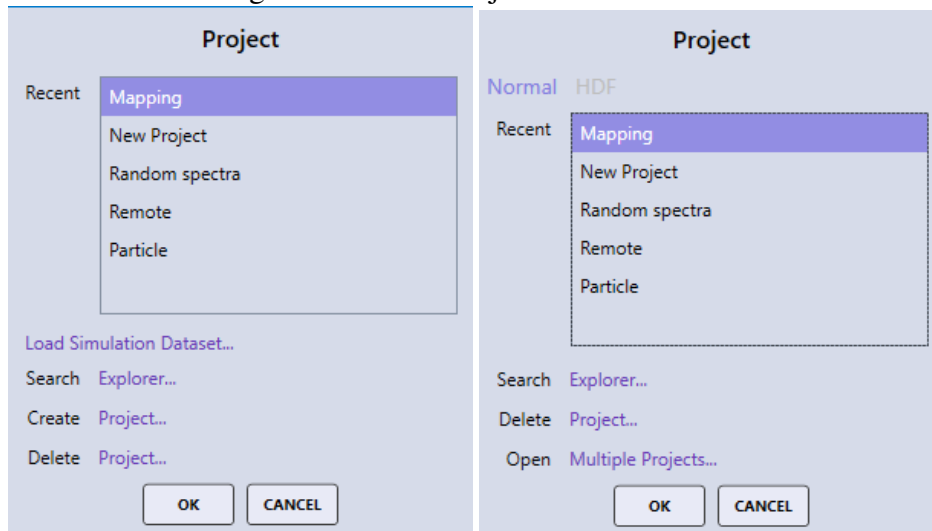 Project
Recent
Mapping
New Project
Random spectra
Remote
Particle
Load Simulation Dataset...
Search Explorer...
Create Project...
Delete Project...
OK CANCEL
Project
Normal HDF
Recent
Mapping
New Project
Random spectra
Remote
Particle
Search Explorer...
Delete Project...
Open Multiple Projects...
OK CANCEL